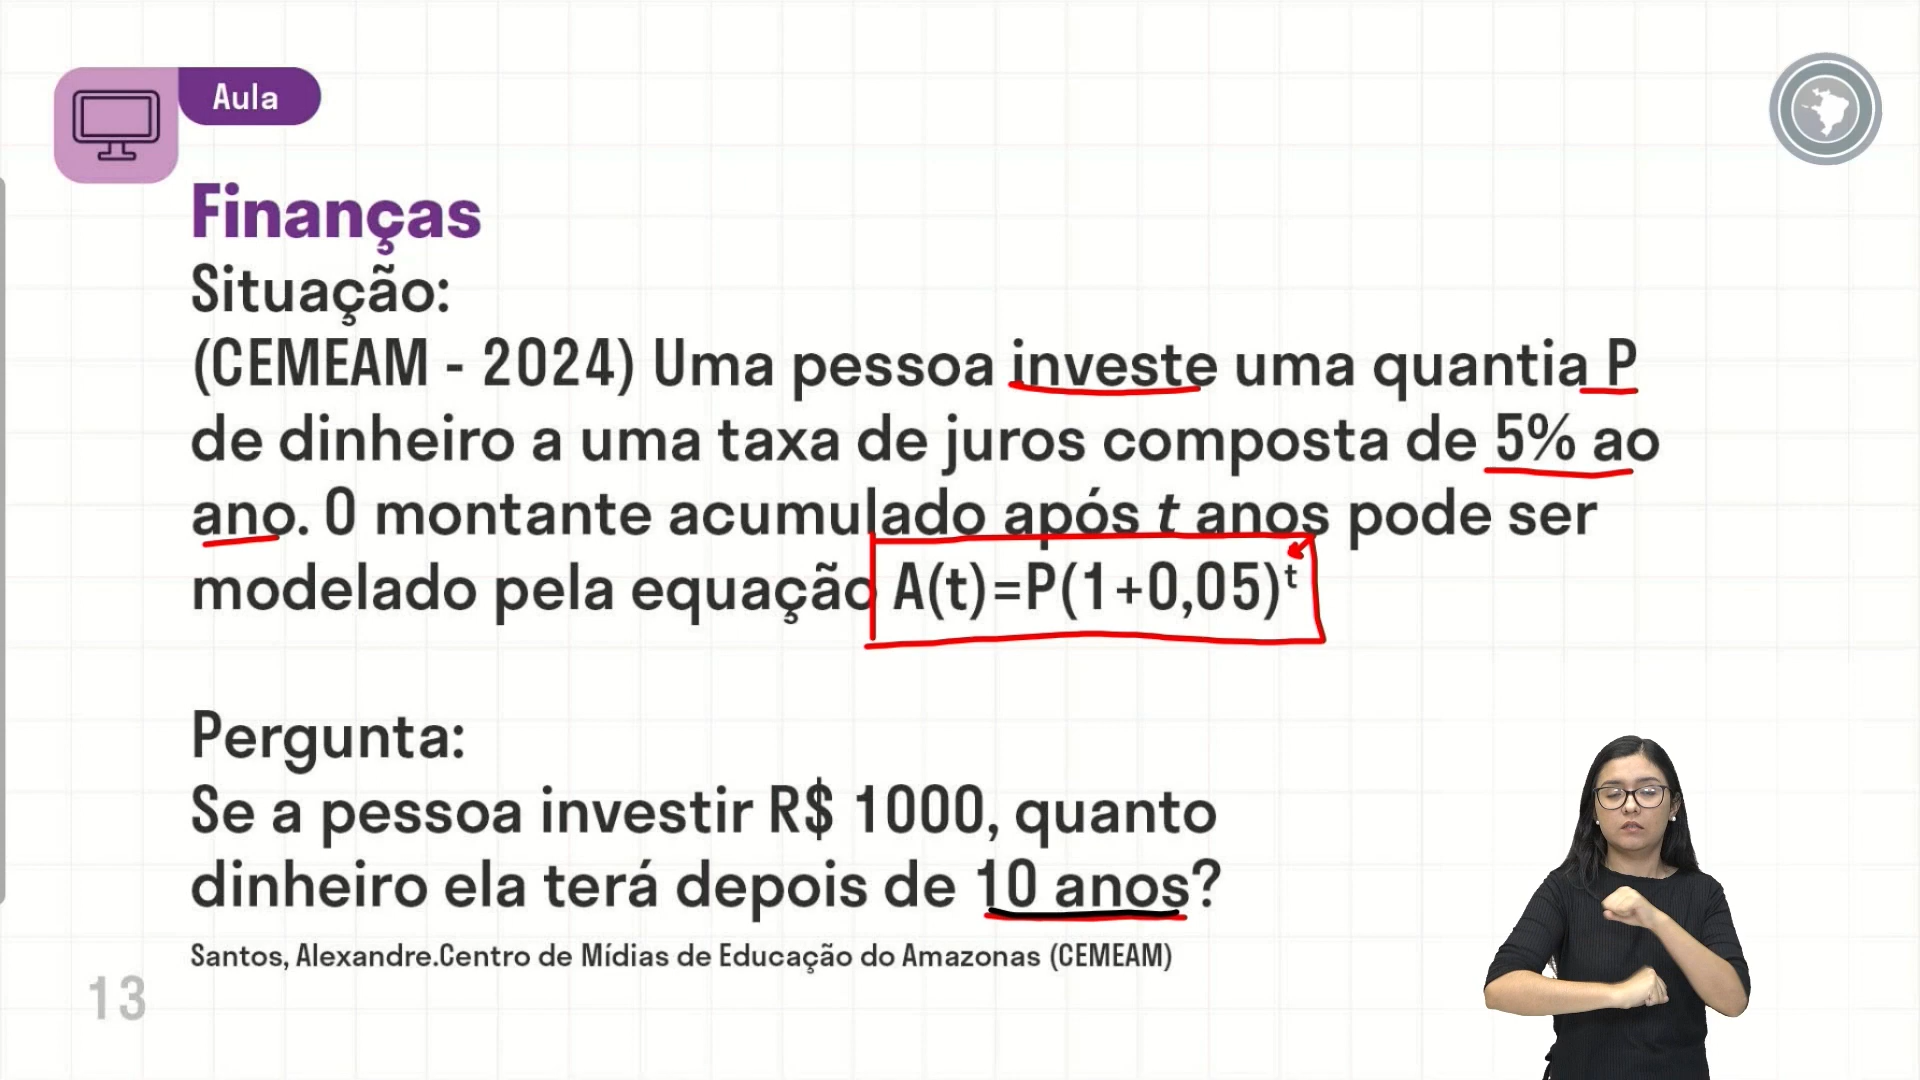 Aula
Finanças
Situação:
(CEMEAM - 2024) Uma pessoa investe uma quantia P
de dinheiro a uma taxa de juros composta de 5% ao
ano. O montante acumulado após t anos pode ser
modelado pela equação A(t)=P(1+0,05)ᵗ
Pergunta:
Se a pessoa investir R$ 1000, quanto
dinheiro ela terá depois de 10 anos?
Santos, Alexandre.Centro de Mídias de Educação do Amazonas (CEMEAM)
13